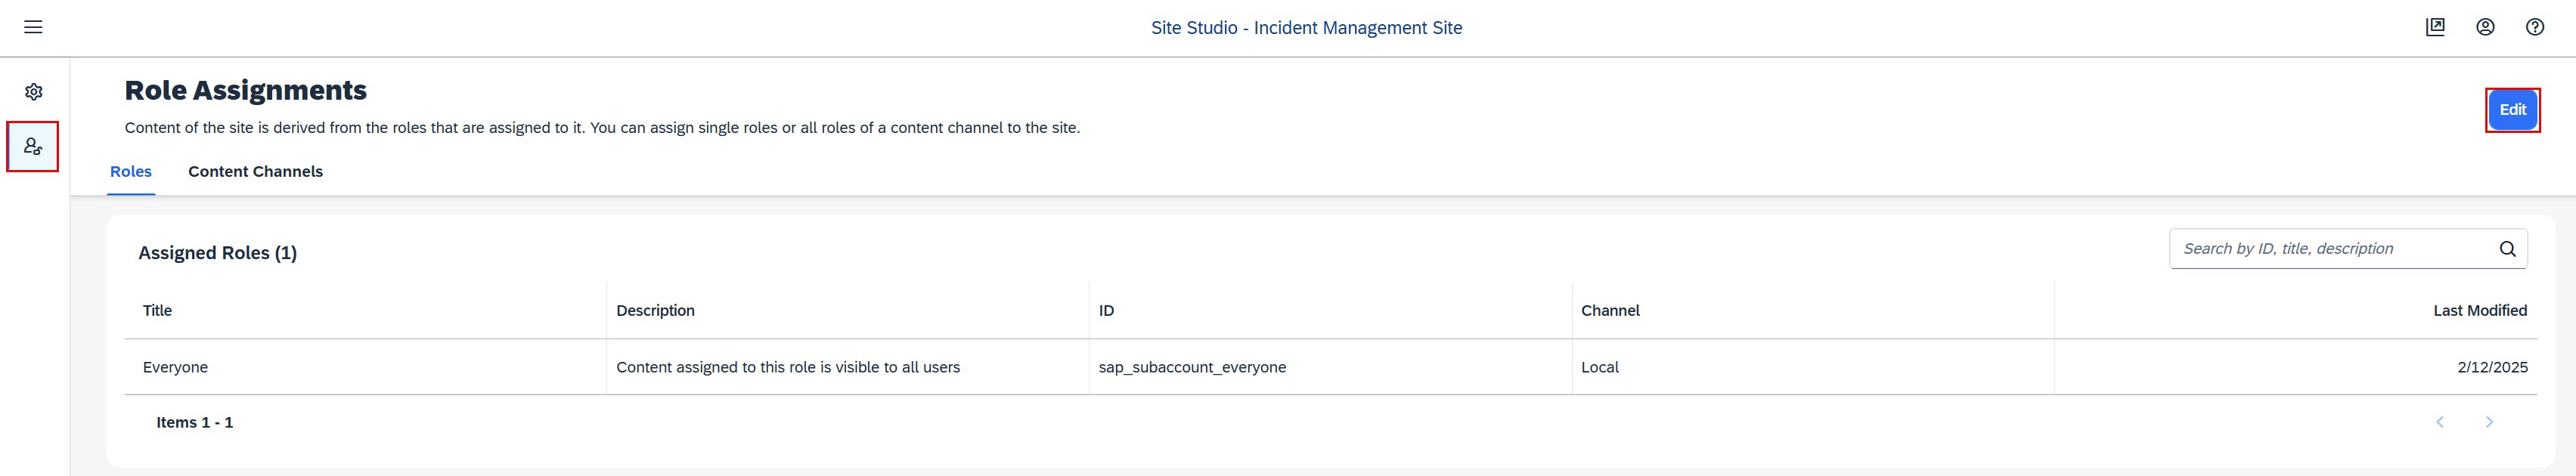 Site Studio - Incident Management Site
Role Assignments
Edit
Content of the site is derived from the roles that are assigned to it. You can assign single roles or all roles of a content channel to the site.
Roles Content Channels
Assigned Roles (1) Search by ID, title, description
Title Description ID Channel Last Modified
Everyone Content assigned to this role is visible to all users sap_subaccount_everyone Local 2/12/2025
Items 1 - 1